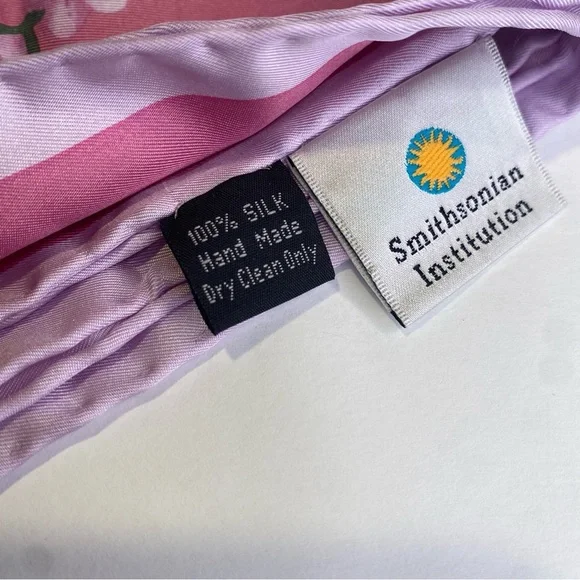 100% SILK
Hand Made
Dry Clean Only
Smithsonian
Institution